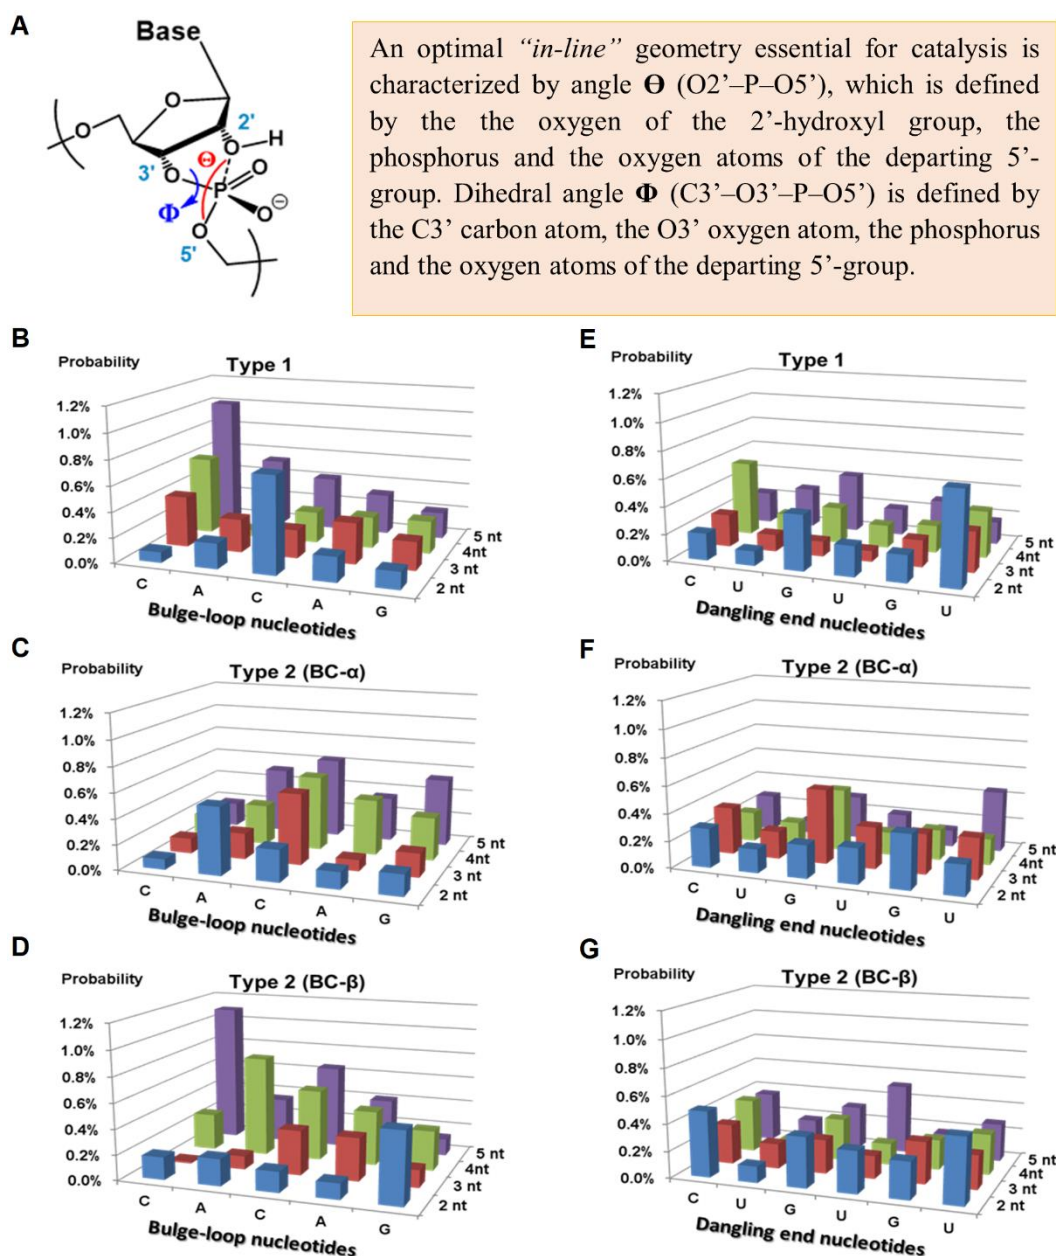 A
Base
O
O
2'
H
O
Θ
3'
O
P
O
O⊖
Φ
O
5'
An optimal “in-line” geometry essential for catalysis is
characterized by angle Θ (O2’–P–O5’), which is defined
by the the oxygen of the 2’-hydroxyl group, the
phosphorus and the oxygen atoms of the departing 5’-
group. Dihedral angle Φ (C3’–O3’–P–O5’) is defined by
the C3’ carbon atom, the O3’ oxygen atom, the phosphorus
and the oxygen atoms of the departing 5’-group.
B
Probability
Type 1
1.2%
1.0%
0.8%
0.6%
0.4%
0.2%
0.0%
C A C A G
5 nt
4nt
3 nt
2 nt
Bulge-loop nucleotides
E
Probability
Type 1
1.2%
1.0%
0.8%
0.6%
0.4%
0.2%
0.0%
C U G U G U
5 nt
4nt
3 nt
2 nt
Dangling end nucleotides
C
Probability
Type 2 (BC-α)
1.2%
1.0%
0.8%
0.6%
0.4%
0.2%
0.0%
C A C A G
5 nt
4nt
3 nt
2 nt
Bulge-loop nucleotides
F
Probability
Type 2 (BC-α)
1.2%
1.0%
0.8%
0.6%
0.4%
0.2%
0.0%
C U G U G U
5 nt
4nt
3 nt
2 nt
Dangling end nucleotides
D
Probability
Type 2 (BC-β)
1.2%
1.0%
0.8%
0.6%
0.4%
0.2%
0.0%
C A C A G
5 nt
4nt
3 nt
2 nt
Bulge-loop nucleotides
G
Probability
Type 2 (BC-β)
1.2%
1.0%
0.8%
0.6%
0.4%
0.2%
0.0%
C U G U G U
5 nt
4nt
3 nt
2 nt
Dangling end nucleotides